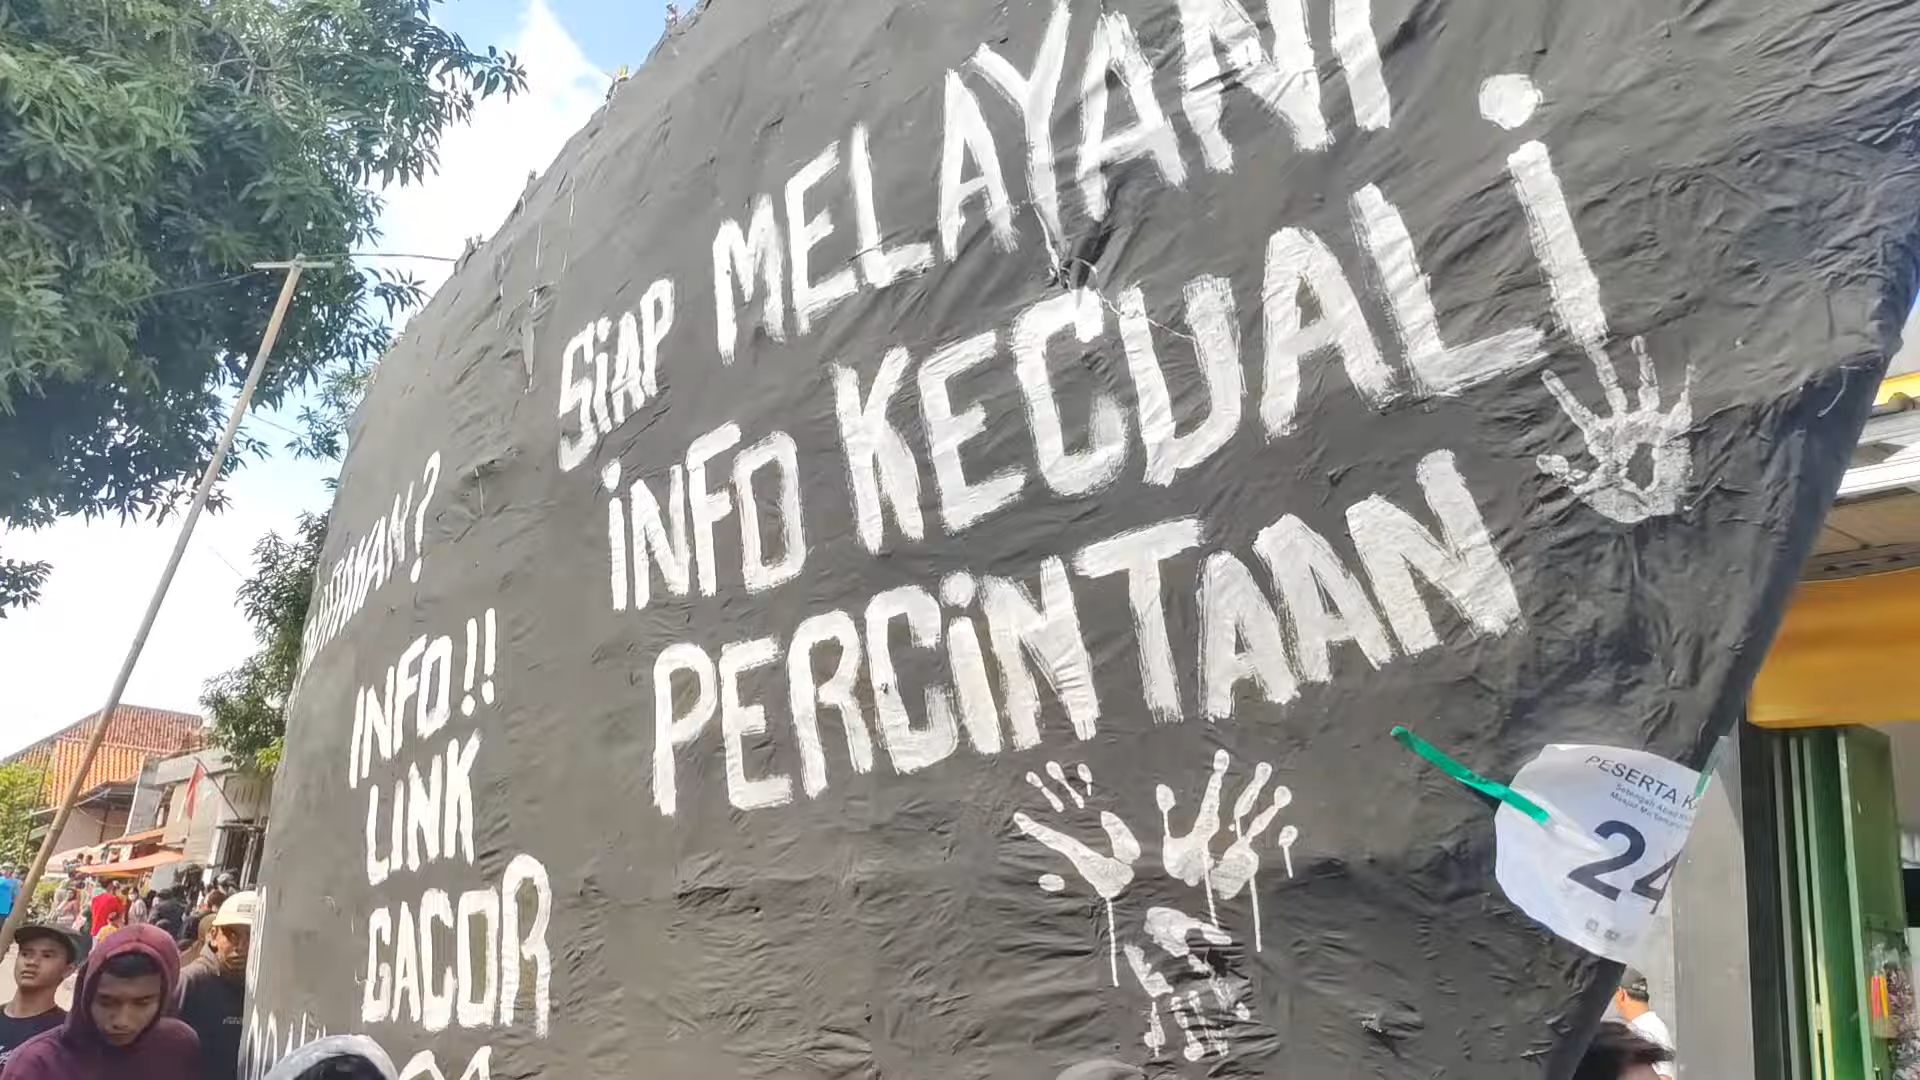 SiAP MELAYANI
iNFO KECUALi
PERCiNTAAN
INFO!!
LINK
GACOR
PESERTA
24